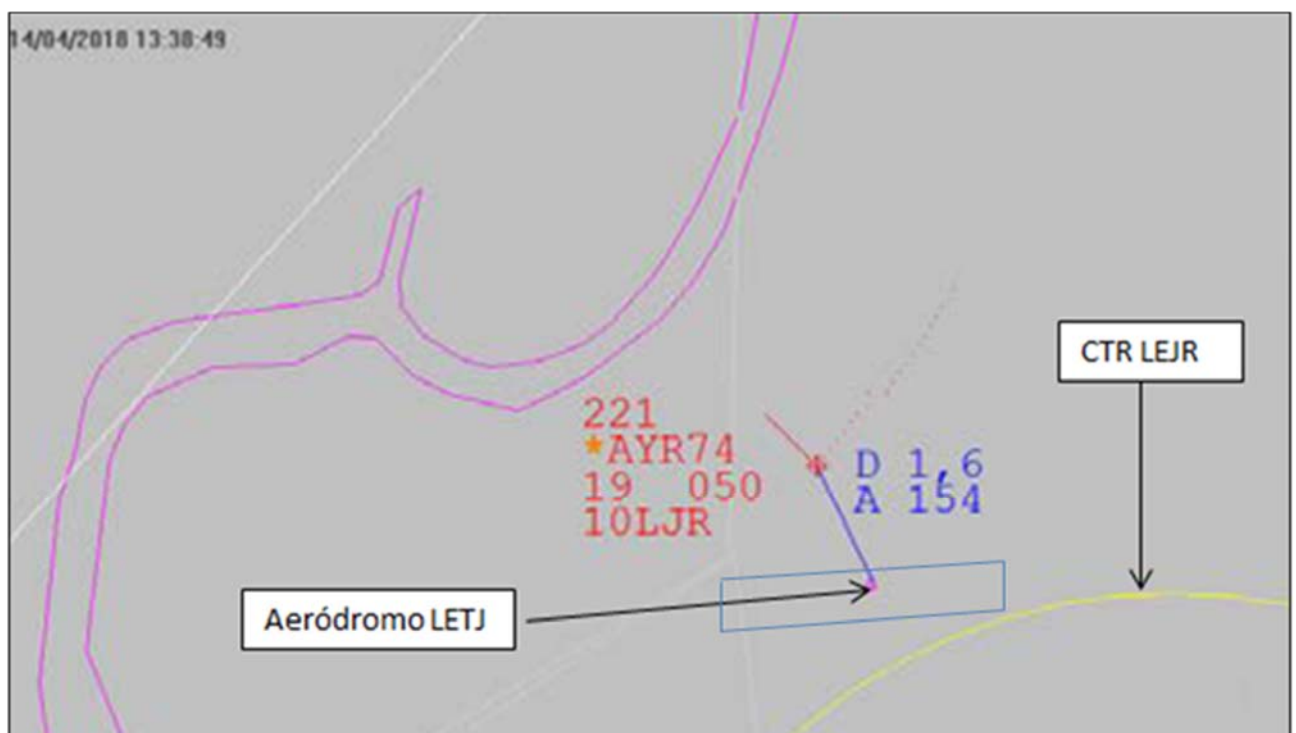 14/04/2018 13:38:49
CTR LEJR
221
*AYR74
19 050
10LJR
D 1,6
A 154
Aeródromo LETJ